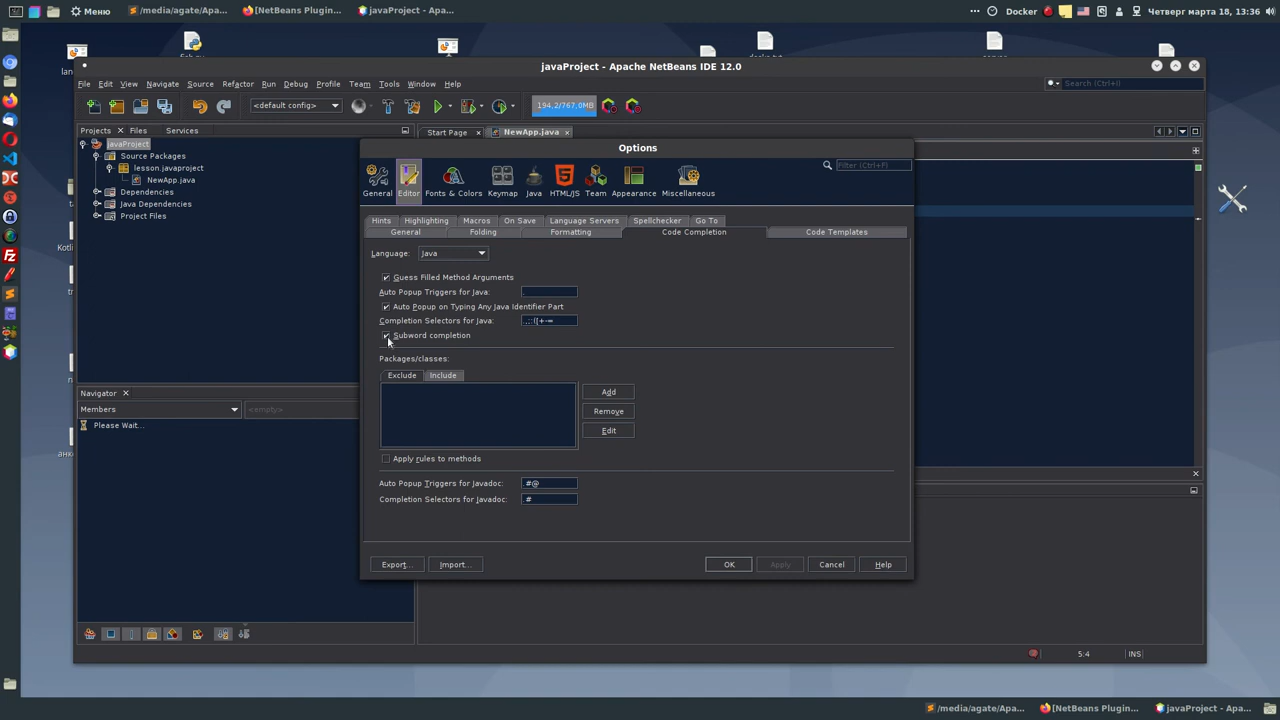 Меню
/media/agate/Apa...
[NetBeans Plugin...
javaProject - Apa...
Docker
Четверг марта 18, 13:36
javaProject - Apache NetBeans IDE 12.0
File Edit View Navigate Source Refactor Run Debug Profile Team Tools Window Help
Search (Ctrl+I)
<default config>
194,2/767,0MB
Projects Files Services
Start Page NewApp.java
javaProject
Source Packages
lesson.javaproject
NewApp.java
Dependencies
Java Dependencies
Project Files
Navigator
Members
<empty>
Please Wait...
Options
Filter (Ctrl+F)
General Editor Fonts & Colors Keymap Java HTML/JS Team Appearance Miscellaneous
Hints Highlighting Macros On Save Language Servers Spellchecker Go To
General Folding Formatting Code Completion Code Templates
Language: Java
Guess Filled Method Arguments
Auto Popup Triggers for Java: .
Auto Popup on Typing Any Java Identifier Part
Completion Selectors for Java: .,;:([+-=
Subword completion
Packages/classes:
Exclude Include
Add
Remove
Edit
Apply rules to methods
Auto Popup Triggers for Javadoc: .#@
Completion Selectors for Javadoc: .#
Export... Import... OK Apply Cancel Help
5:4 INS
/media/agate/Apa...
[NetBeans Plugin...
javaProject - Apa...